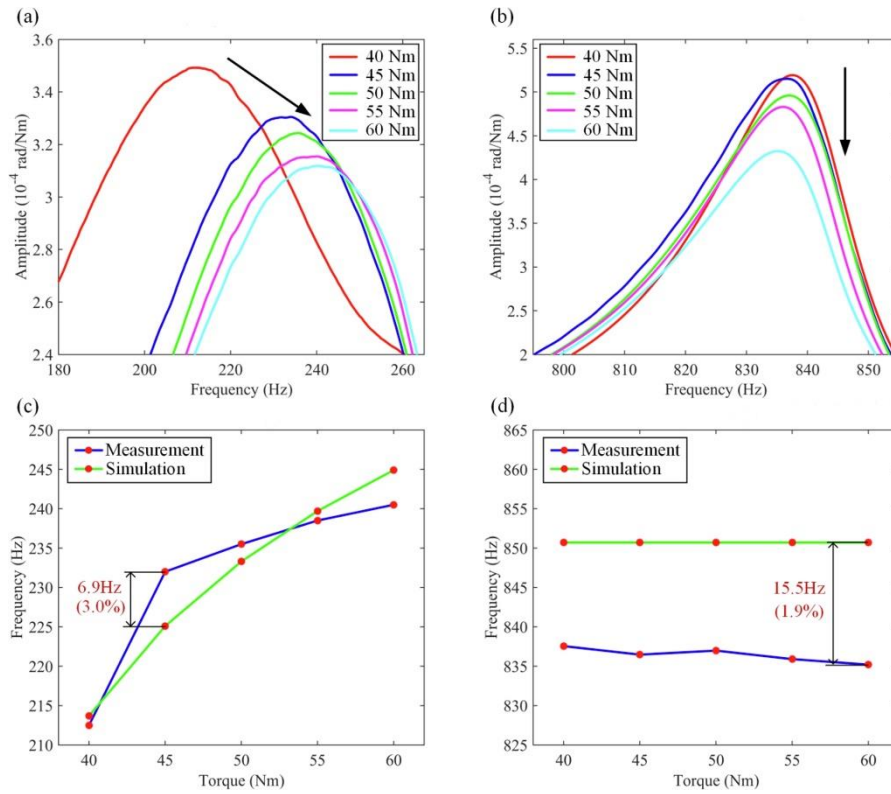 (a)
3.6
3.4
3.2
3
2.8
2.6
2.4
180
200
220
240
260
Amplitude (10⁻⁴ rad/Nm)
Frequency (Hz)
40 Nm
45 Nm
50 Nm
55 Nm
60 Nm
(b)
5.5
5
4.5
4
3.5
3
2.5
2
800
810
820
830
840
850
Amplitude (10⁻⁴ rad/Nm)
Frequency (Hz)
40 Nm
45 Nm
50 Nm
55 Nm
60 Nm
(c)
250
245
240
235
230
225
220
215
210
40
45
50
55
60
Frequency (Hz)
Torque (Nm)
Measurement
Simulation
6.9Hz
(3.0%)
(d)
865
860
855
850
845
840
835
830
825
40
45
50
55
60
Frequency (Hz)
Torque (Nm)
Measurement
Simulation
15.5Hz
(1.9%)